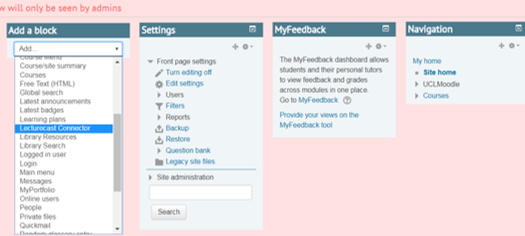 w will only be seen by admins
Add a block
Add...
Course/site summary
Courses
Free Text (HTML)
Global search
Latest announcements
Latest badges
Learning plans
Lecturecast Connector
Library Resources
Library Search
Logged in user
Login
Main menu
Messages
MyPortfolio
Online users
People
Private files
Quickmail
Settings
Front page settings
Turn editing off
Edit settings
Users
Filters
Reports
Backup
Restore
Question bank
Legacy site files
Site administration
Search
MyFeedback
The MyFeedback dashboard allows
students and their personal tutors
to view feedback and grades
across modules in one place.
Go to MyFeedback
Provide your views on the
MyFeedback tool
Navigation
My home
Site home
UCLMoodle
Courses